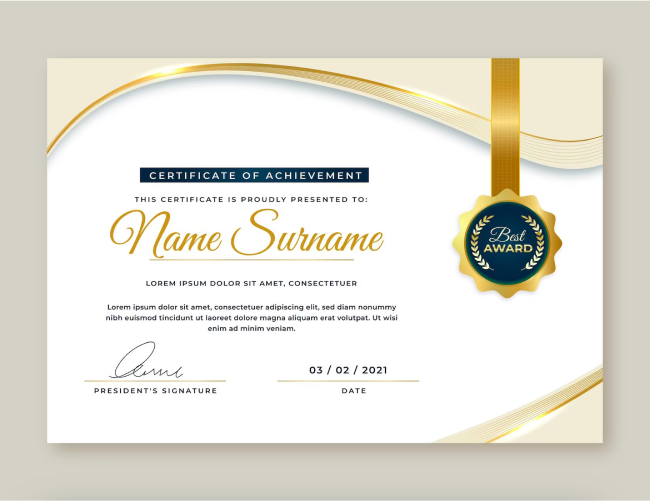 CERTIFICATE OF ACHIEVEMENT
THIS CERTIFICATE IS PROUDLY PRESENTED TO:
Name Surname
LOREM IPSUM DOLOR SIT AMET, CONSECTETUER
Lorem ipsum dolor sit amet, consectetuer adipiscing elit, sed diam nonummy
nibh euismod tincidunt ut laoreet dolore magna aliquam erat volutpat. Ut wisi
enim ad minim veniam.
03 / 02 / 2021
PRESIDENT'S SIGNATURE
DATE
Best
AWARD